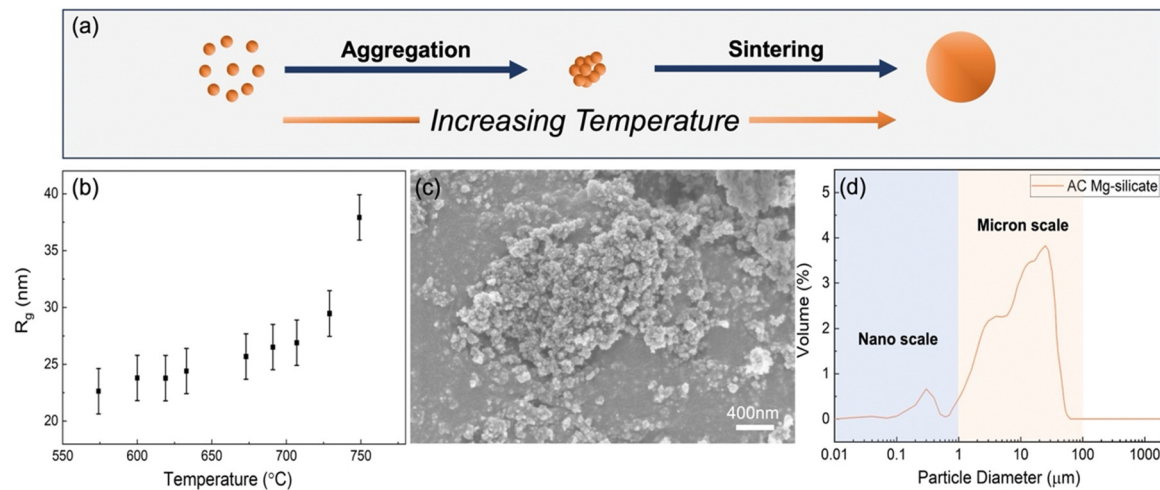 (a)
Aggregation
Sintering
Increasing Temperature
(b)
40
35
30
25
20
R_g (nm)
550
600
650
700
750
Temperature (°C)
(c)
400nm
(d)
AC Mg-silicate
Micron scale
Nano scale
5
4
3
2
1
0
Volume (%)
0.01
0.1
1
10
100
1000
Particle Diameter (μm)